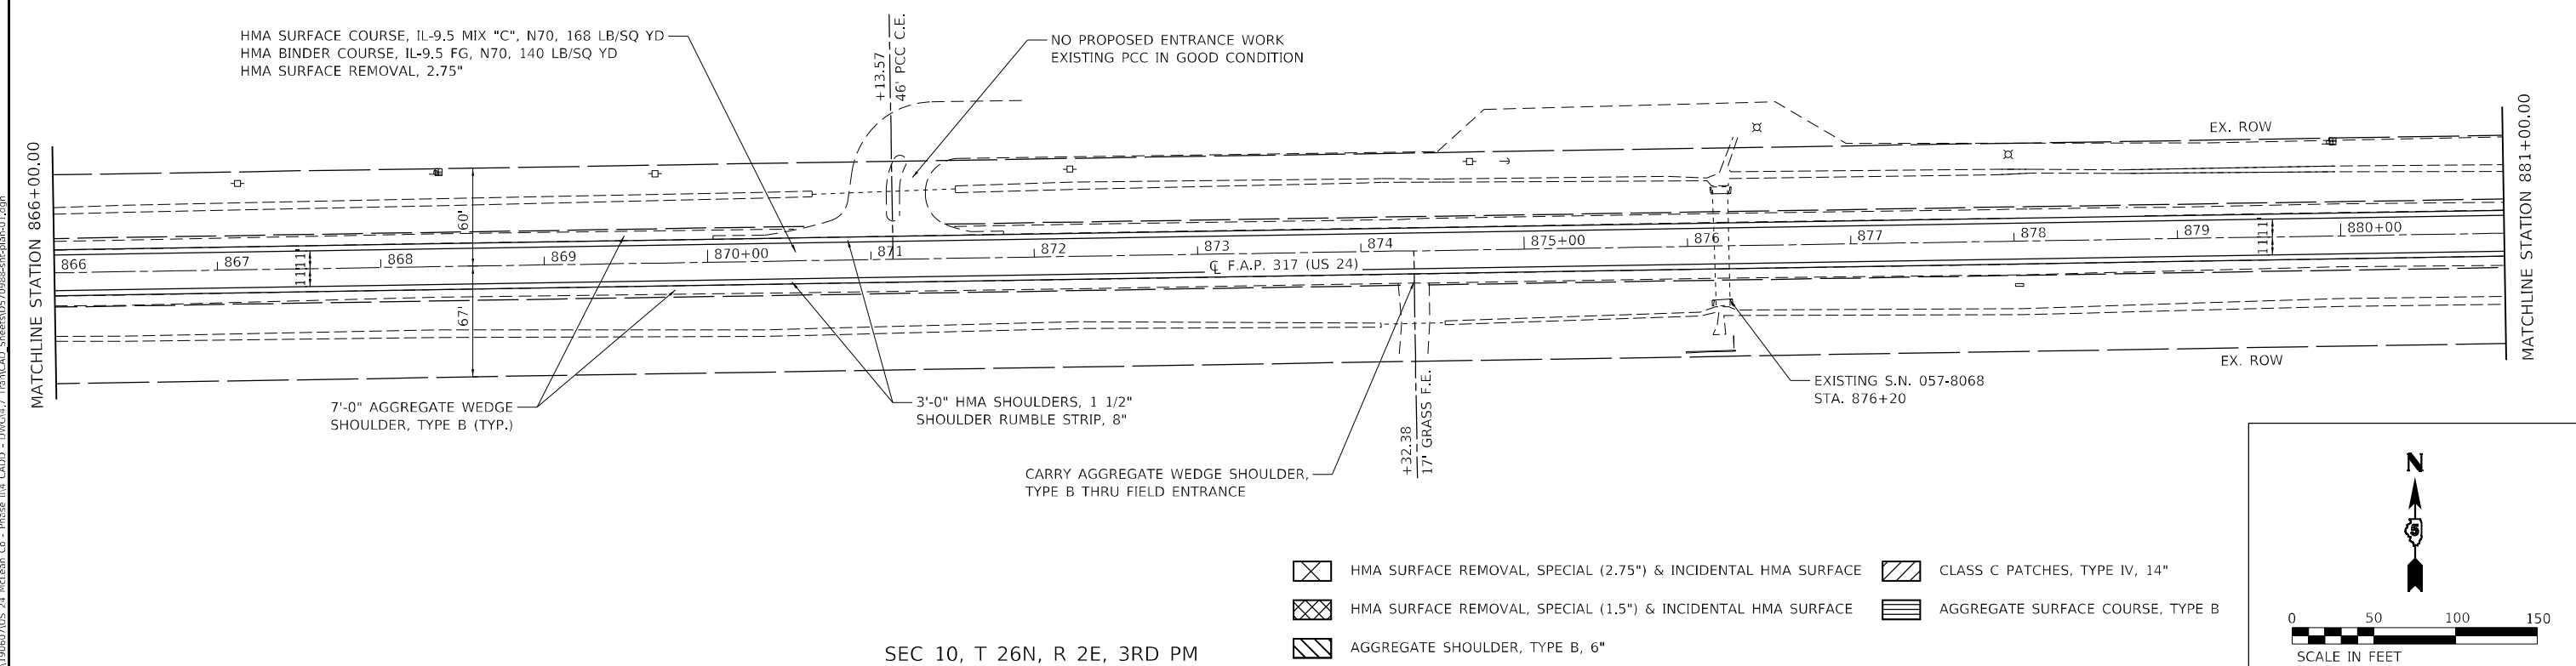 HMA SURFACE COURSE, IL-9.5 MIX "C", N70, 168 LB/SQ YD
HMA BINDER COURSE, IL-9.5 FG, N70, 140 LB/SQ YD
HMA SURFACE REMOVAL, 2.75"
+13.57
46' PCC C.E.
NO PROPOSED ENTRANCE WORK
EXISTING PCC IN GOOD CONDITION
MATCHLINE STATION 866+00.00
MATCHLINE STATION 881+00.00
EX. ROW
60'
67'
11'
11'
11'
11'
866
867
868
869
870+00
871
872
873
874
875+00
876
877
878
879
880+00
℄ F.A.P. 317 (US 24)
EX. ROW
7'-0" AGGREGATE WEDGE
SHOULDER, TYPE B (TYP.)
3'-0" HMA SHOULDERS, 1 1/2"
SHOULDER RUMBLE STRIP, 8"
+32.38
17' GRASS F.E.
EXISTING S.N. 057-8068
STA. 876+20
CARRY AGGREGATE WEDGE SHOULDER,
TYPE B THRU FIELD ENTRANCE
N
5
HMA SURFACE REMOVAL, SPECIAL (2.75") & INCIDENTAL HMA SURFACE
CLASS C PATCHES, TYPE IV, 14"
HMA SURFACE REMOVAL, SPECIAL (1.5") & INCIDENTAL HMA SURFACE
AGGREGATE SURFACE COURSE, TYPE B
AGGREGATE SHOULDER, TYPE B, 6"
SEC 10, T 26N, R 2E, 3RD PM
0 50 100 150
SCALE IN FEET